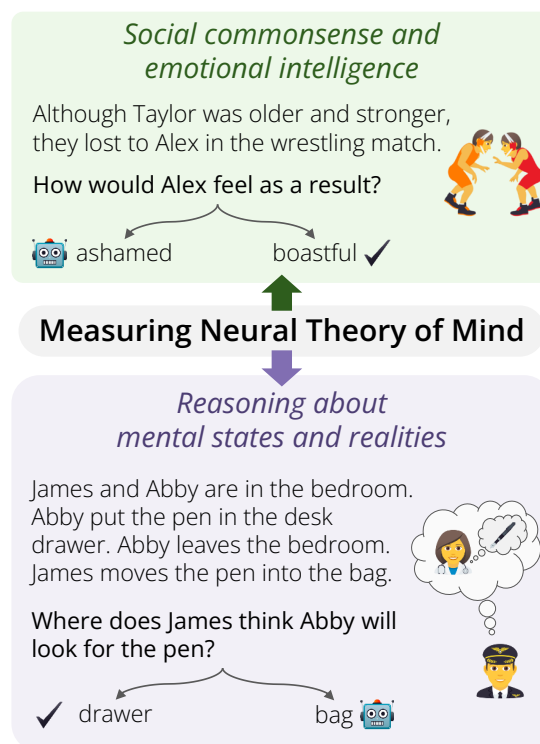 Social commonsense and
emotional intelligence
Although Taylor was older and stronger,
they lost to Alex in the wrestling match.
How would Alex feel as a result?
ashamed
boastful
Measuring Neural Theory of Mind
Reasoning about
mental states and realities
James and Abby are in the bedroom.
Abby put the pen in the desk
drawer. Abby leaves the bedroom.
James moves the pen into the bag.
Where does James think Abby will
look for the pen?
drawer
bag